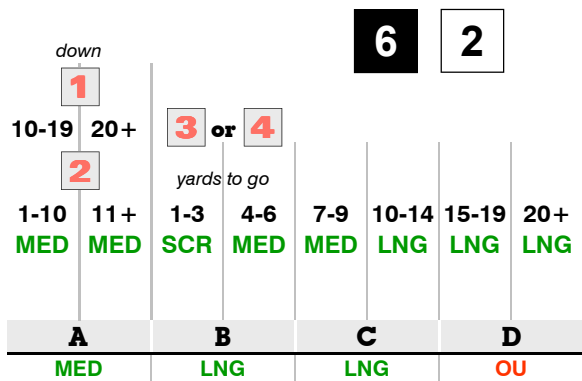 6 2
down
1
10-19 20+ 3 or 4
2 yards to go
1-10 11+ 1-3 4-6 7-9 10-14 15-19 20+
MED MED SCR MED MED LNG LNG LNG
A B C D
MED LNG LNG OU